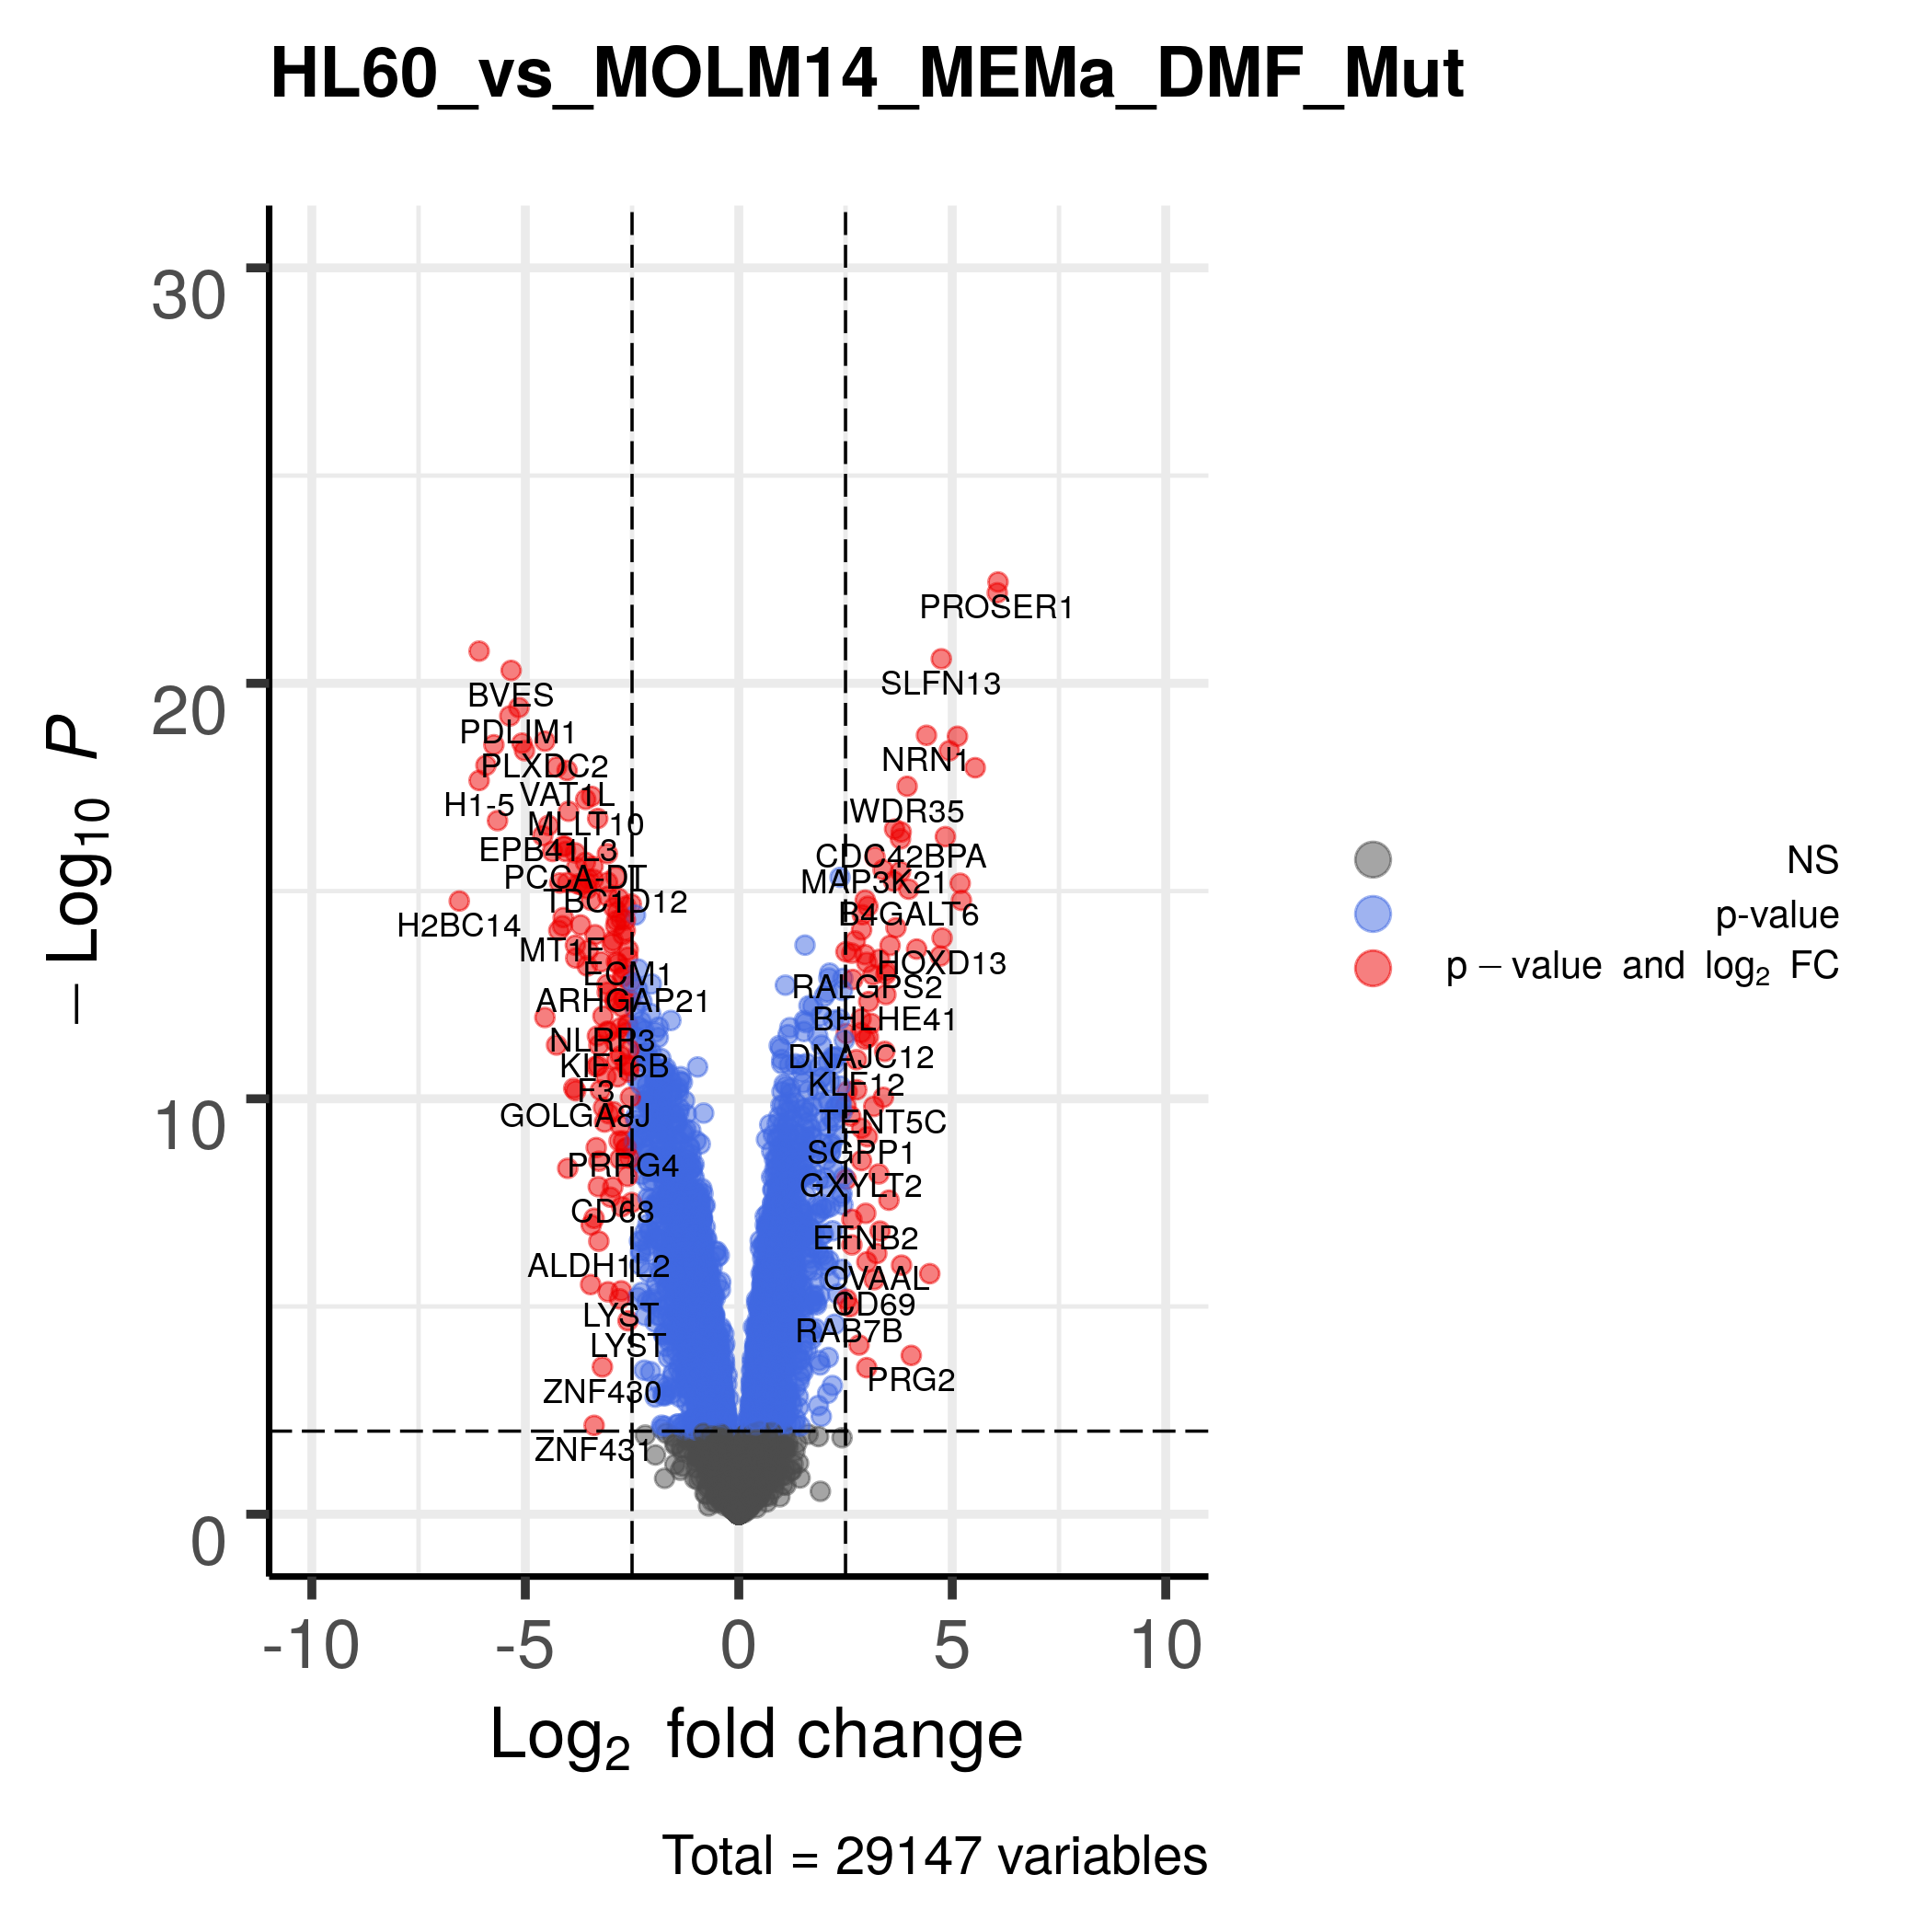 HL60_vs_MOLM14_MEMa_DMF_Mut
30
20
10
0
− Log10 P
PROSER1
SLFN13
BVES
PDLIM1
NRN1
PLXDC2
VAT1L
H1-5
WDR35
MLLT10
EPB41L3
CDC42BPA
PCCA-DT
MAP3K21
TBC1D12
B4GALT6
H2BC14
MT1E
HOXD13
ECM1
RALGPS2
ARHGAP21
BHLHE41
NLRP3
DNAJC12
KIF16B
KLF12
F3
GOLGA8J
TENT5C
SGPP1
PRRG4
GXYLT2
CD68
EFNB2
ALDH1L2
OVAAL
CD69
LYST
RAB7B
LYST
PRG2
ZNF430
ZNF431
NS
p-value
p − value and log2 FC
-10 -5 0 5 10
Log2 fold change
Total = 29147 variables